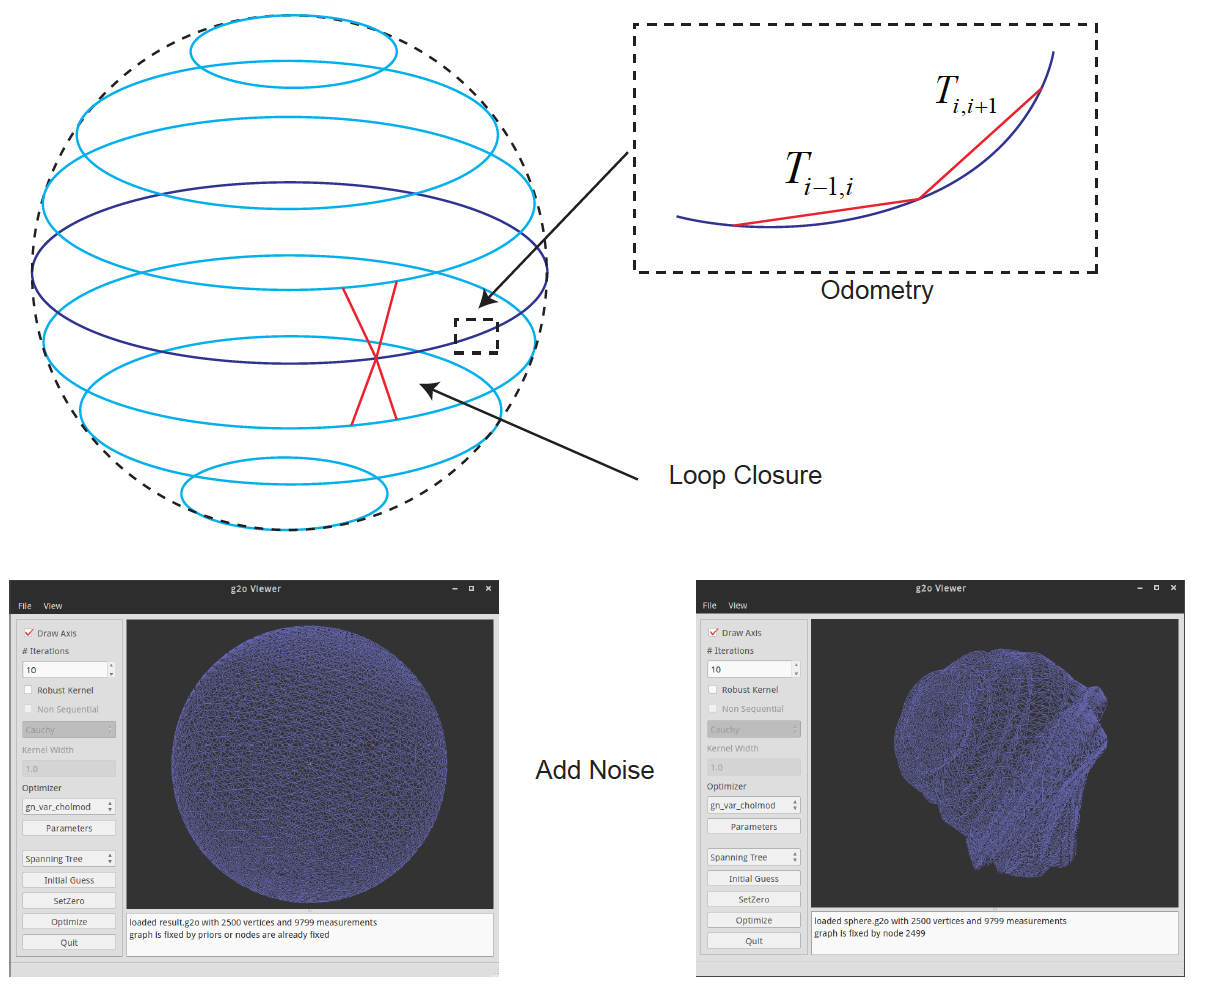 T_{i,i+1}
T_{i-1,i}
Odometry
Loop Closure
g2o Viewer
File View
Draw Axis
# Iterations
10
Robust Kernel
Non Sequential
Cauchy
Kernel Width
1.0
Optimizer
gn_var_cholmod
Parameters
Spanning Tree
Initial Guess
SetZero
Optimize
Quit
loaded result.g2o with 2500 vertices and 9799 measurements
graph is fixed by priors or nodes are already fixed
Add Noise
g2o Viewer
File View
Draw Axis
# Iterations
10
Robust Kernel
Non Sequential
Cauchy
Kernel Width
1.0
Optimizer
gn_var_cholmod
Parameters
Spanning Tree
Initial Guess
SetZero
Optimize
Quit
loaded sphere.g2o with 2500 vertices and 9799 measurements
graph is fixed by node 2499